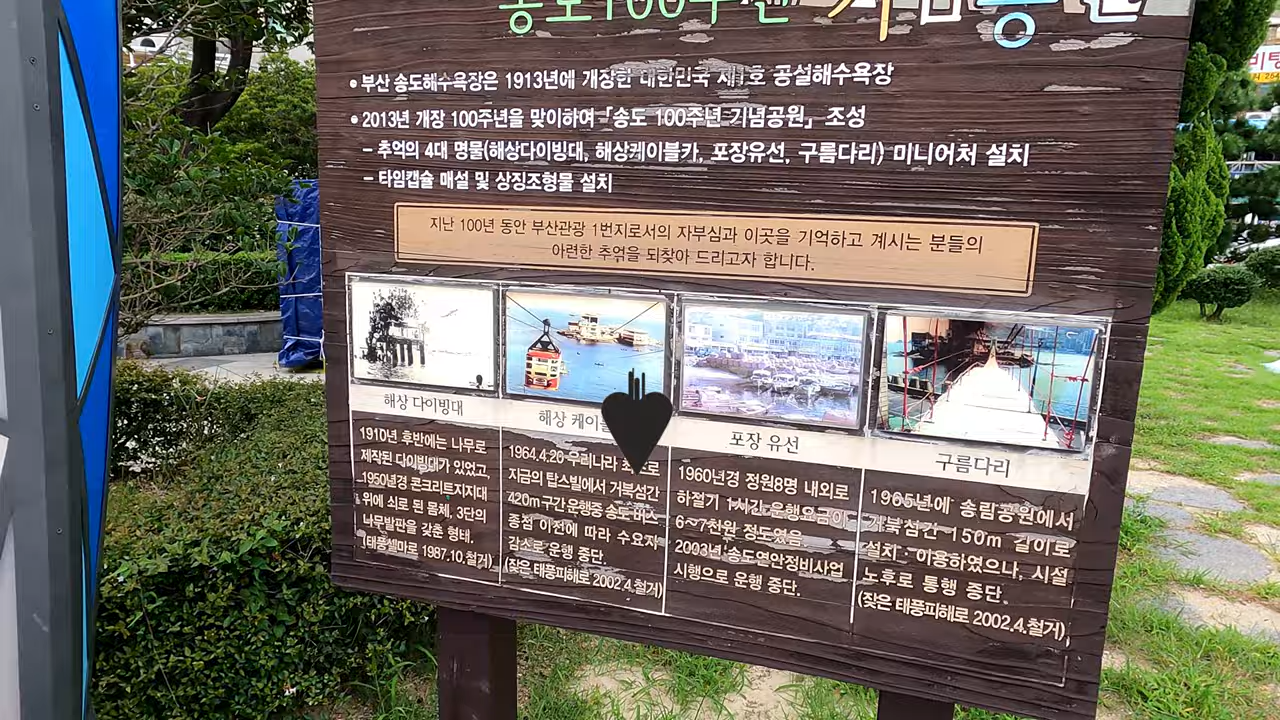 송도100주년 기념공원
• 부산 송도해수욕장은 1913년에 개장한 대한민국 제1호 공설해수욕장
• 2013년 개장 100주년을 맞이하여 「송도 100주년 기념공원」 조성
– 추억의 4대 명물(해상다이빙대, 해상케이블카, 포장유선, 구름다리) 미니어처 설치
– 타임캡슐 매설 및 상징조형물 설치
지난 100년 동안 부산관광 1번지로서의 자부심과 이곳을 기억하고 계시는 분들의
아련한 추억을 되찾아 드리고자 합니다.
해상 다이빙대
1910년 후반에는 나무로
제작된 다이빙대가 있었고,
1950년경 콘크리트지지대
위에 쇠로 된 몸체, 3단의
나무발판을 갖춘 형태.
(태풍셀마로 1987.10.철거)
해상 케이
1964.4.20 우리나라
지금의 탑스빌에서 거북섬간
420m 구간 운행중 송도 버스
종점 이전에 따라 수요자
감소로 운행 중단.
(잦은 태풍피해로 2002.4.철거)
포장 유선
1960년경 정원8명 내외로
하절기 1시간 운행요금이
6~7천원 정도였음
2003년 송도연안정비사업
시행으로 운행 중단.
구름다리
1965년에 송림공원에서
거북섬간 150m 길이로
설치·이용하였으나, 시설
노후로 통행 중단.
(잦은 태풍피해로 2002.4.철거)
비팅